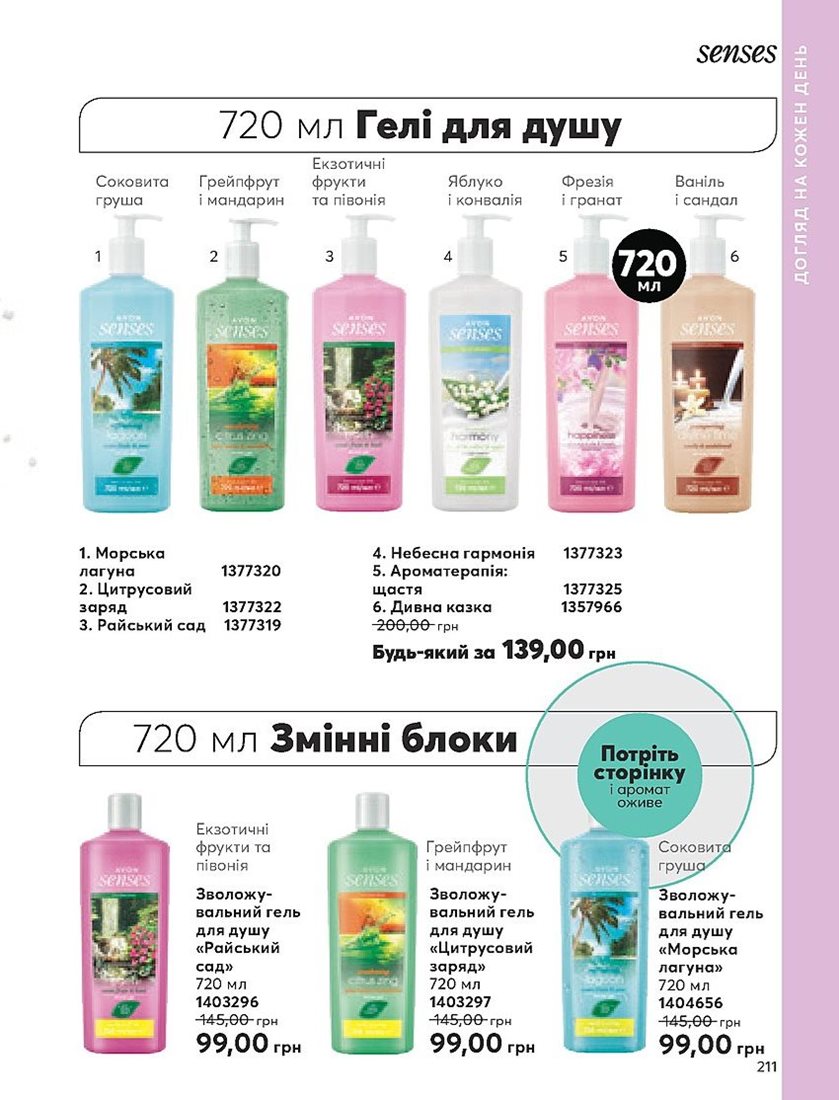 senses
ДОГЛЯД НА КОЖЕН ДЕНЬ
720 мл Гелі для душу
Соковита
груша
Грейпфрут
і мандарин
Екзотичні
фрукти
та півонія
Яблуко
і конвалія
Фрезія
і гранат
Ваніль
і сандал
1
2
3
4
5
6
720
МЛ
AVON
senses
lagoon
AVON
senses
citrus zing
AVON
senses
AVON
senses
harmony
AVON
senses
happiness
AVON
senses
1. Морська
лагуна 1377320
2. Цитрусовий
заряд 1377322
3. Райський сад 1377319
4. Небесна гармонія 1377323
5. Ароматерапія:
щастя 1377325
6. Дивна казка 1357966
200,00 грн
Будь-який за 139,00 грн
720 мл Змінні блоки
Потріть
сторінку
і аромат
оживе
AVON
senses
Екзотичні
фрукти та
півонія
Зволожу-
вальний гель
для душу
«Райський
сад»
720 мл
1403296
145,00 грн
99,00 грн
AVON
senses
citrus zing
Грейпфрут
і мандарин
Зволожу-
вальний гель
для душу
«Цитрусовий
заряд»
720 мл
1403297
145,00 грн
99,00 грн
AVON
senses
lagoon
Соковита
груша
Зволожу-
вальний гель
для душу
«Морська
лагуна»
720 мл
1404656
145,00 грн
99,00 грн
211